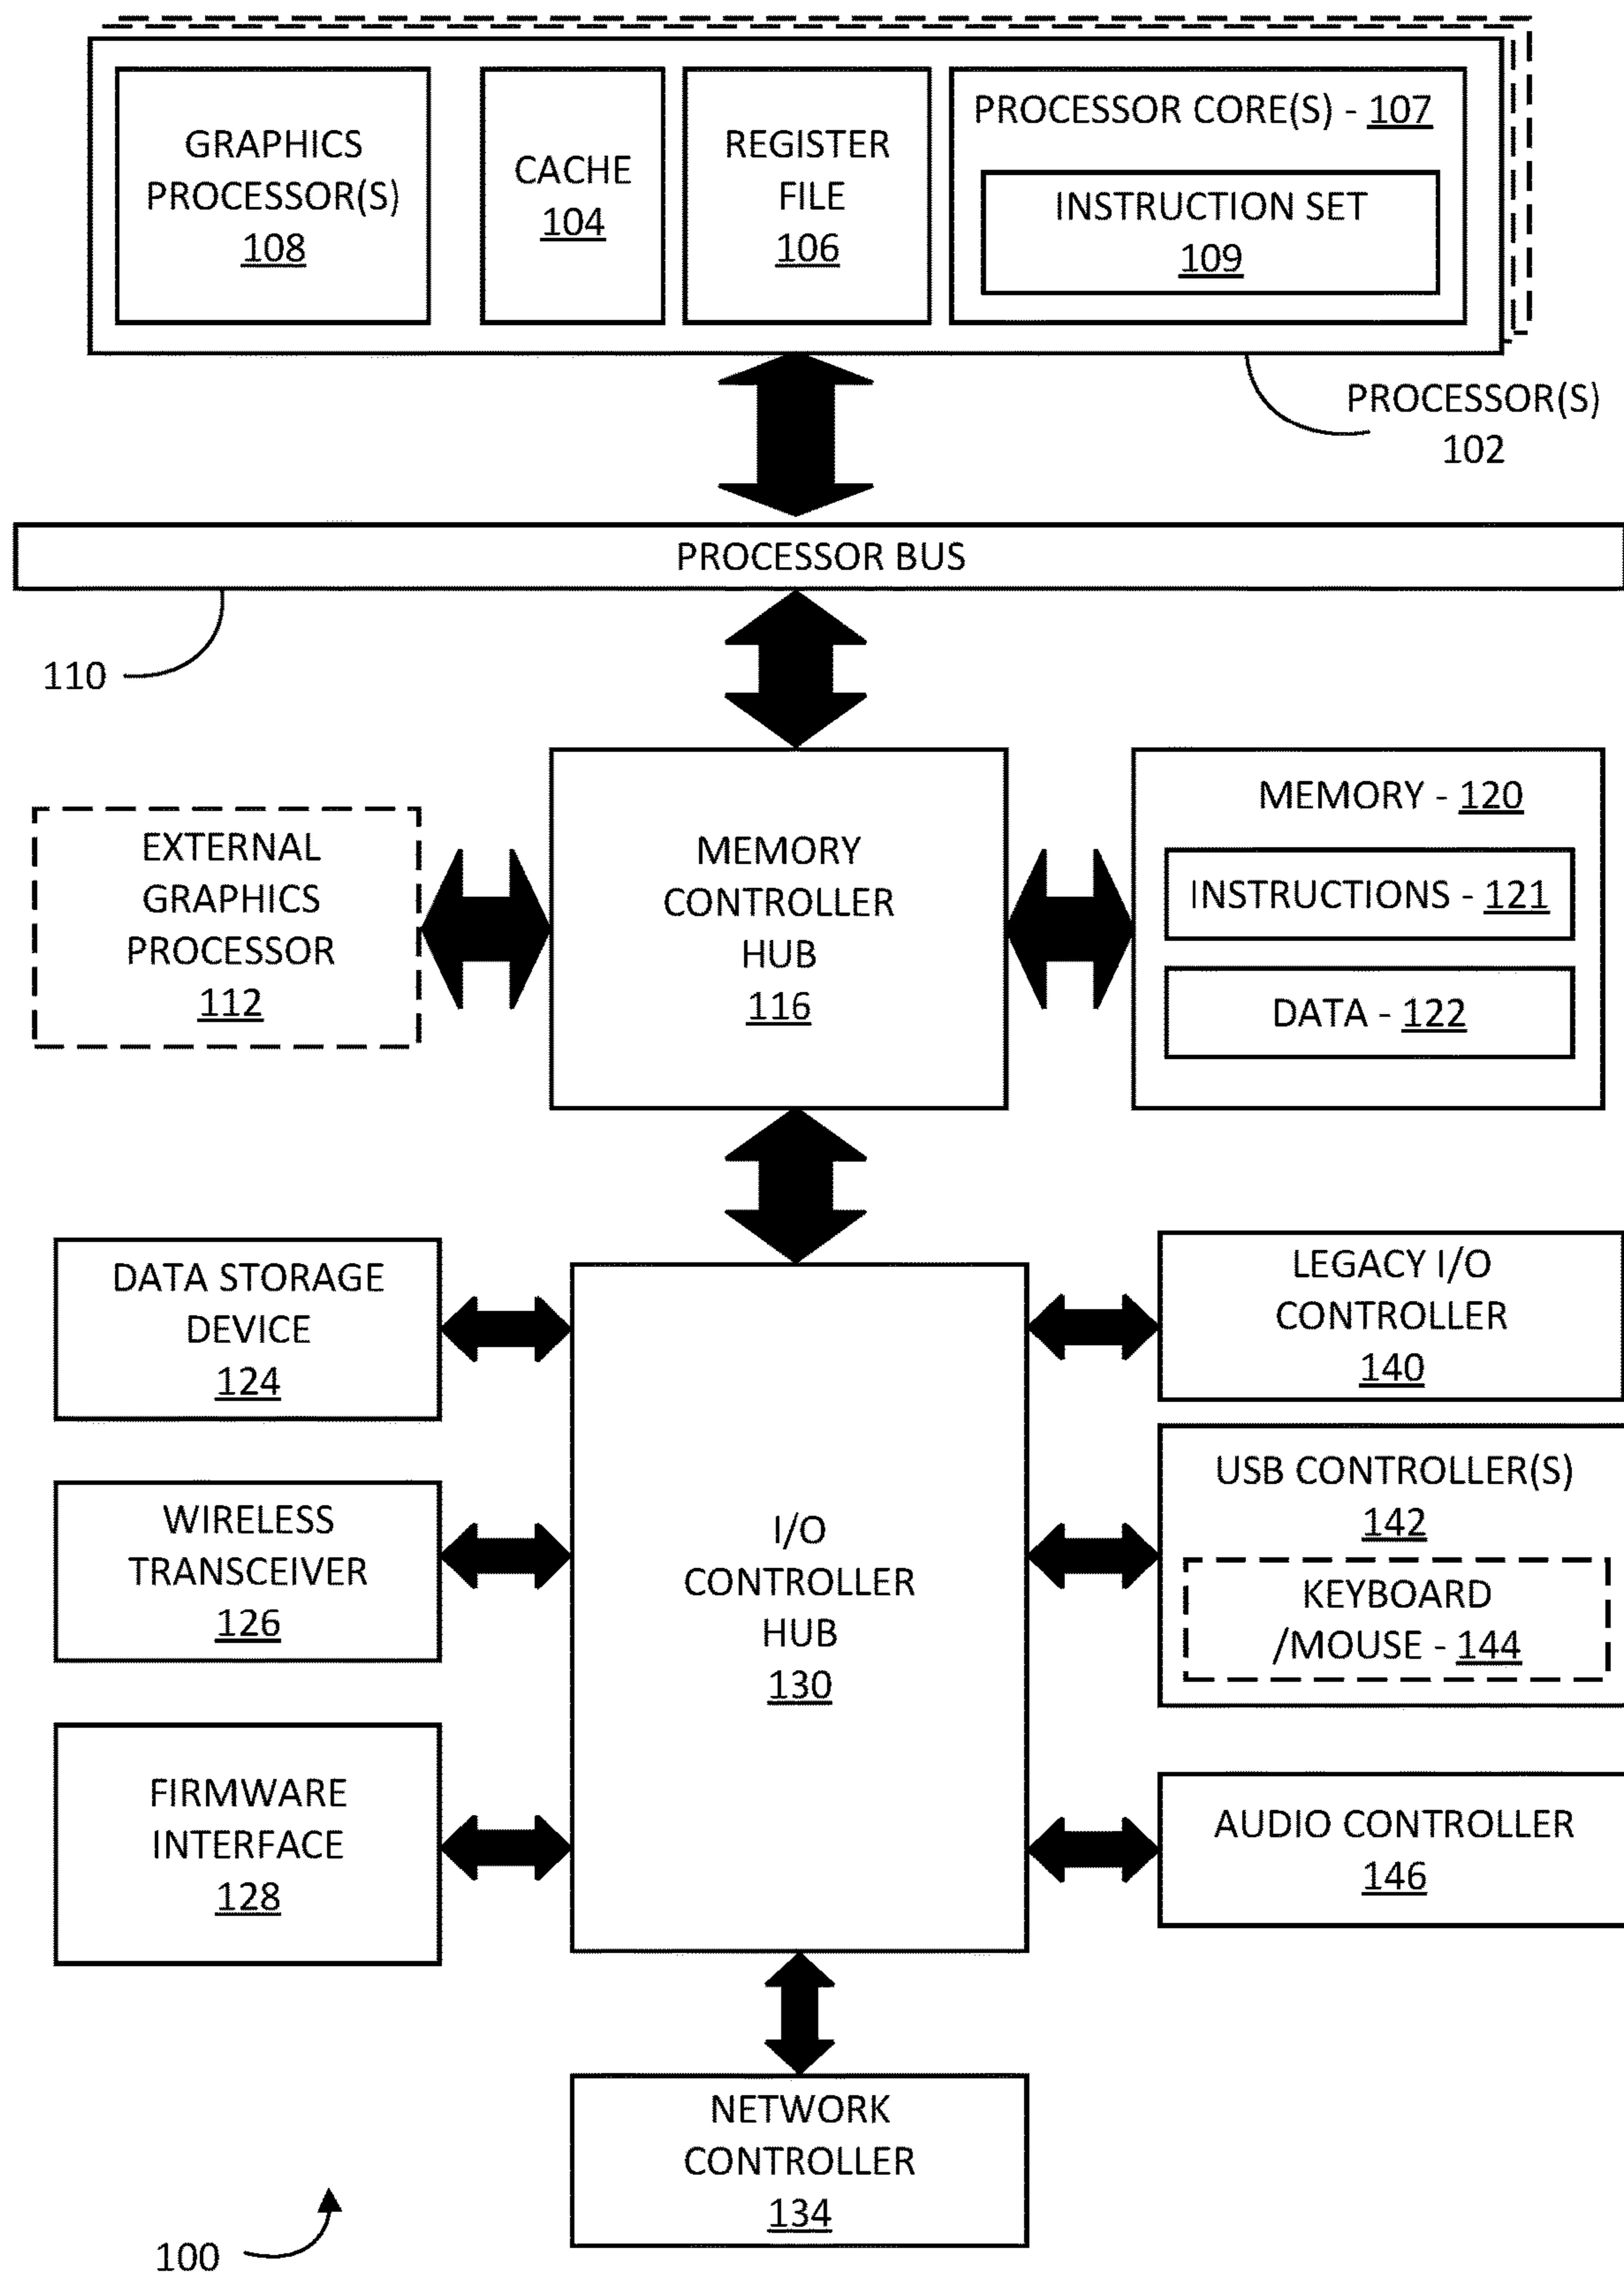 GRAPHICS
PROCESSOR(S)
108
CACHE
104
REGISTER
FILE
106
PROCESSOR CORE(S) - 107
INSTRUCTION SET
109
PROCESSOR(S)
102
PROCESSOR BUS
110
EXTERNAL
GRAPHICS
PROCESSOR
112
MEMORY
CONTROLLER
HUB
116
MEMORY - 120
INSTRUCTIONS - 121
DATA - 122
DATA STORAGE
DEVICE
124
WIRELESS
TRANSCEIVER
126
FIRMWARE
INTERFACE
128
I/O
CONTROLLER
HUB
130
LEGACY I/O
CONTROLLER
140
USB CONTROLLER(S)
142
KEYBOARD
/MOUSE - 144
AUDIO CONTROLLER
146
NETWORK
CONTROLLER
134
100